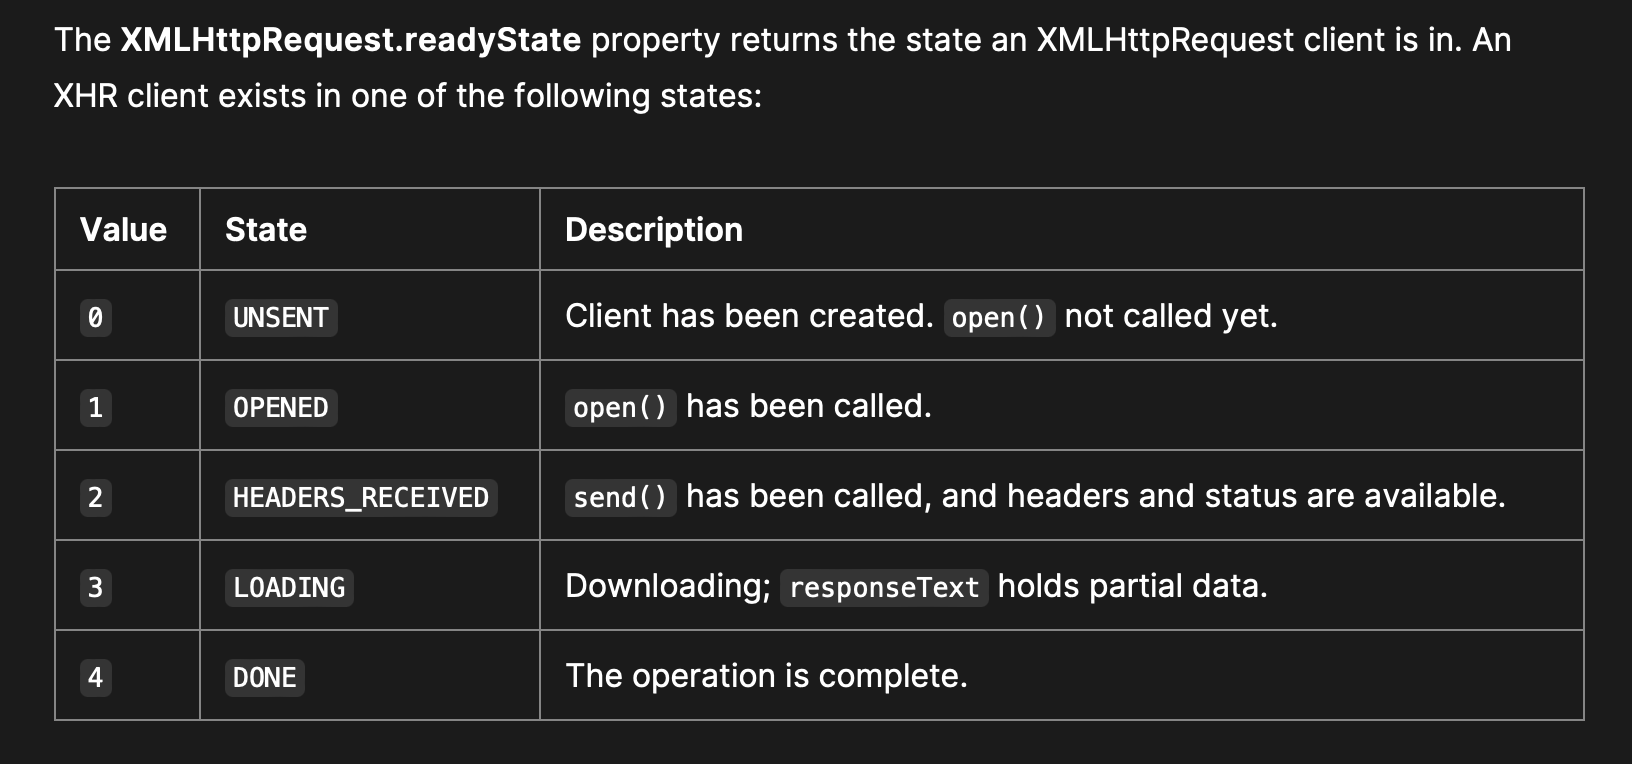 The XMLHttpRequest.readyState property returns the state an XMLHttpRequest client is in. An
XHR client exists in one of the following states:
Value State Description
0 UNSENT Client has been created. open() not called yet.
1 OPENED open() has been called.
2 HEADERS_RECEIVED send() has been called, and headers and status are available.
3 LOADING Downloading; responseText holds partial data.
4 DONE The operation is complete.